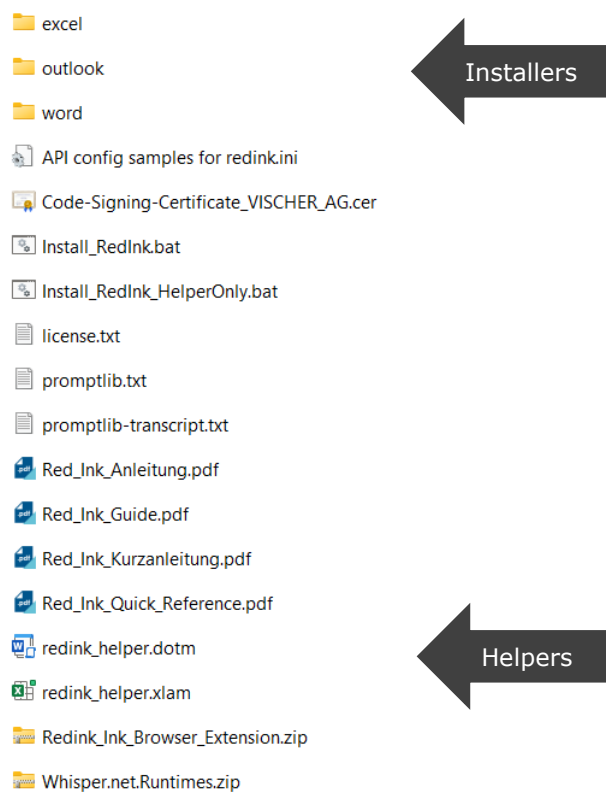 excel
outlook
Installers
word
API config samples for redink.ini
Code-Signing-Certificate_VISCHER_AG.cer
Install_RedInk.bat
Install_RedInk_HelperOnly.bat
license.txt
promptlib.txt
promptlib-transcript.txt
Red_Ink_Anleitung.pdf
Red_Ink_Guide.pdf
Red_Ink_Kurzanleitung.pdf
Red_Ink_Quick_Reference.pdf
redink_helper.dotm
Helpers
redink_helper.xlam
Redink_Ink_Browser_Extension.zip
Whisper.net.Runtimes.zip